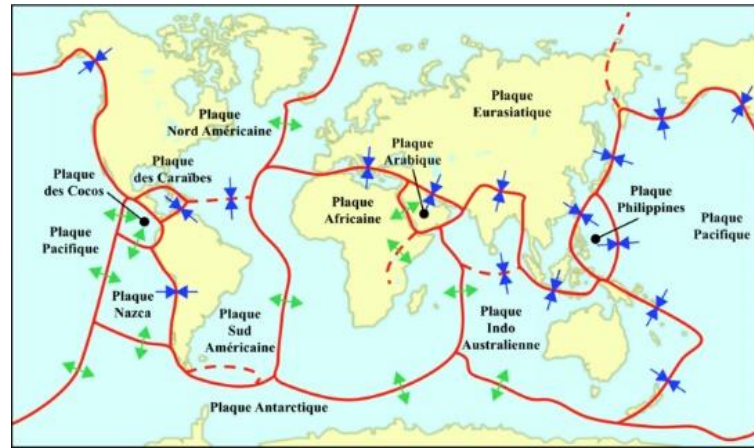 Plaque
Nord Américaine
Plaque
Eurasiatique
Plaque
des Caraïbes
Plaque
des Cocos
Plaque
Arabique
Plaque
Africaine
Plaque
Philippines
Plaque
Pacifique
Plaque
Pacifique
Plaque
Nazca
Plaque
Sud
Américaine
Plaque
Indo
Australienne
Plaque Antarctique